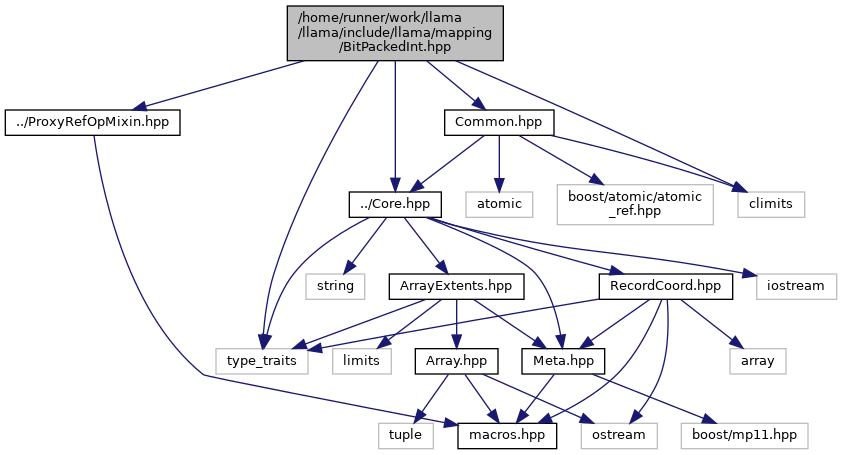 /home/runner/work/llama
/llama/include/llama/mapping
/BitPackedInt.hpp
../ProxyRefOpMixin.hpp
Common.hpp
../Core.hpp
atomic
boost/atomic/atomic
_ref.hpp
climits
string
ArrayExtents.hpp
RecordCoord.hpp
iostream
type_traits
limits
Array.hpp
Meta.hpp
array
tuple
macros.hpp
ostream
boost/mp11.hpp